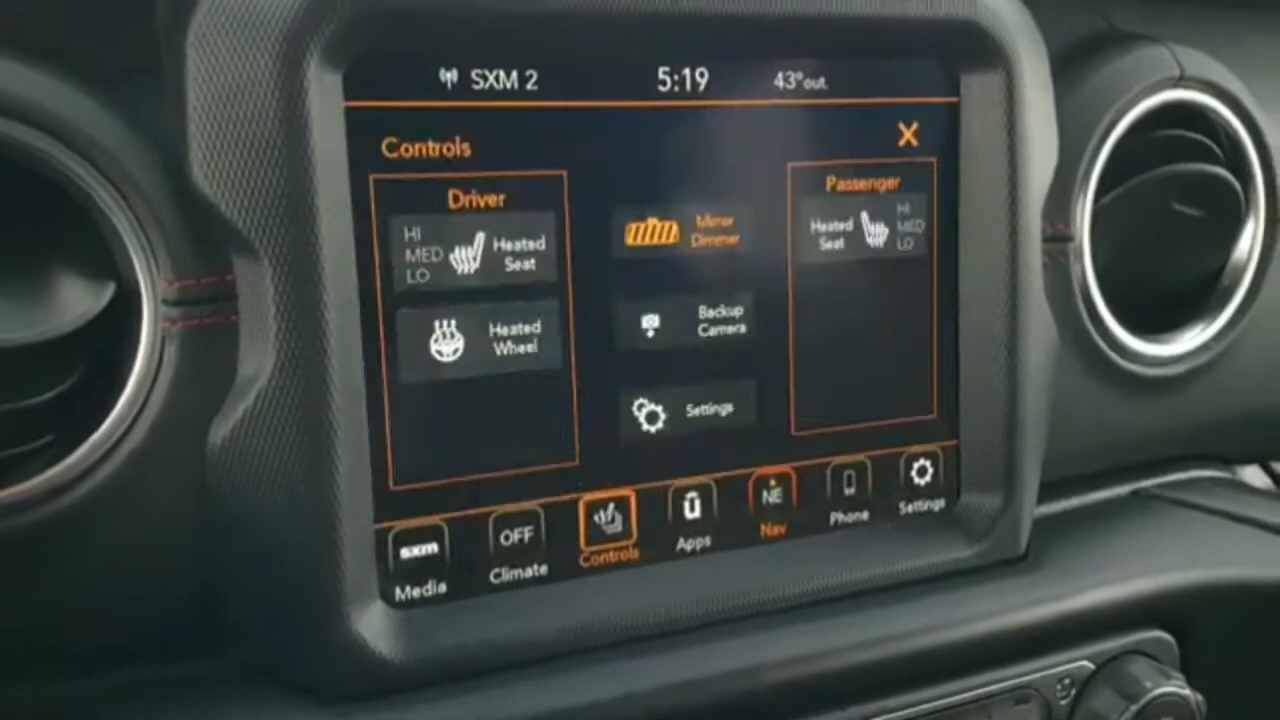 SXM 2
5:19
43°out.
Controls
X
Driver
HI
MED
LO
Heated
Seat
Heated
Wheel
Mirror
Dimmer
Backup
Camera
Settings
Passenger
Heated
Seat
HI
MED
LO
sxm
Media
OFF
Climate
Controls
Apps
NE
Nav
Phone
Settings